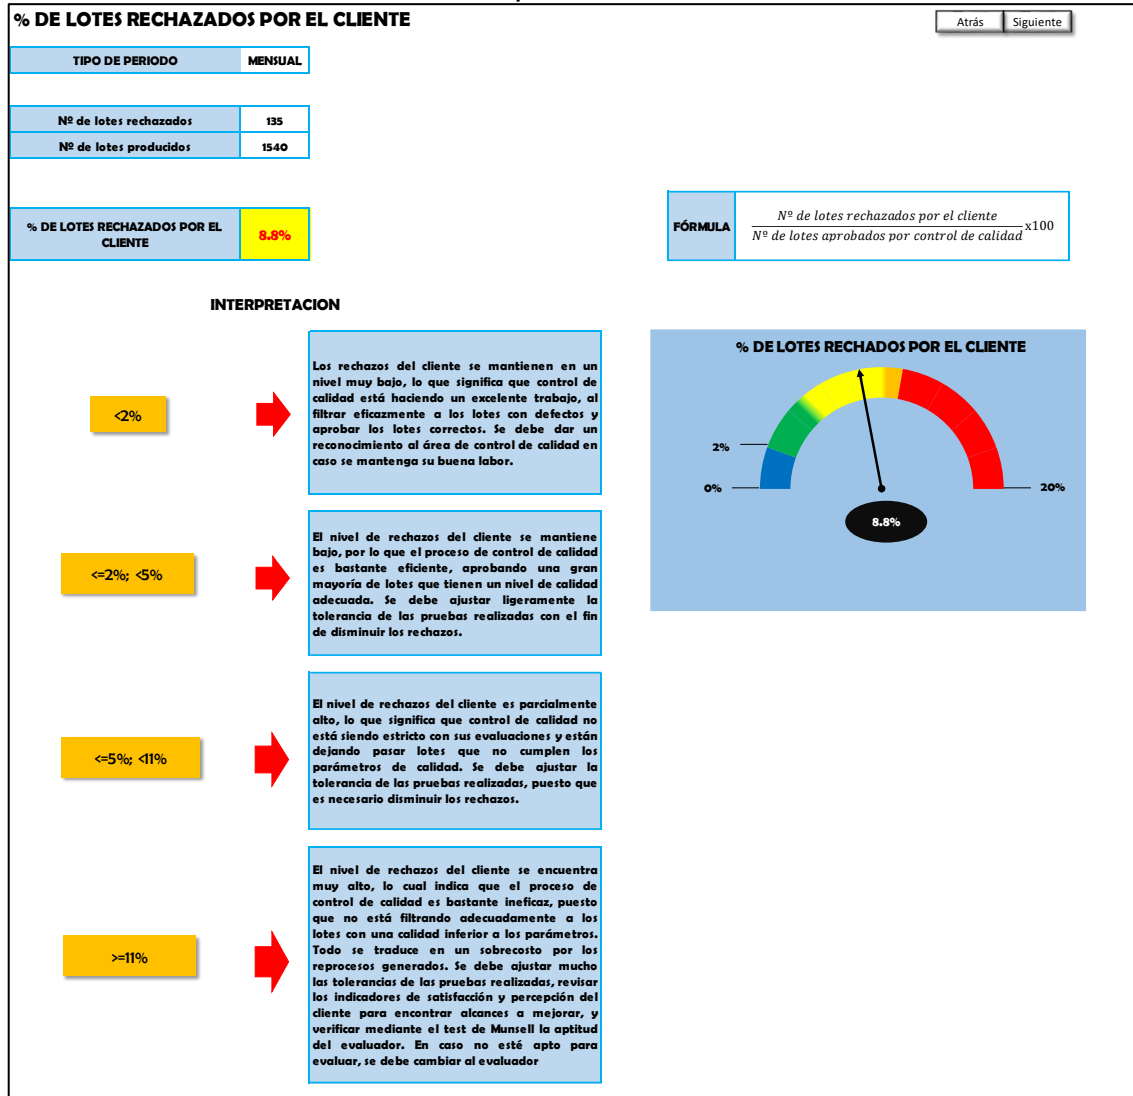 % DE LOTES RECHAZADOS POR EL CLIENTE
Atrás Siguiente
TIPO DE PERIODO MENSUAL
Nº de lotes rechazados 135
Nº de lotes producidos 1540
% DE LOTES RECHAZADOS POR EL
CLIENTE
8.8%
FÓRMULA
Nº de lotes rechazados por el cliente
Nº de lotes aprobados por control de calidad
x100
INTERPRETACION
<2%
Los rechazos del cliente se mantienen en un
nivel muy bajo, lo que significa que control de
calidad está haciendo un excelente trabajo, al
filtrar eficazmente a los lotes con defectos y
aprobar los lotes correctos. Se debe dar un
reconocimiento al área de control de calidad en
caso se mantenga su buena labor.
<=2%; <5%
El nivel de rechazos del cliente se mantiene
bajo, por lo que el proceso de control de calidad
es bastante eficiente, aprobando una gran
mayoría de lotes que tienen un nivel de calidad
adecuada. Se debe ajustar ligeramente la
tolerancia de las pruebas realizadas con el fin
de disminuir los rechazos.
<=5%; <11%
El nivel de rechazos del cliente es parcialmente
alto, lo que significa que control de calidad no
está siendo estricto con sus evaluaciones y están
dejando pasar lotes que no cumplen los
parámetros de calidad. Se debe ajustar la
tolerancia de las pruebas realizadas, puesto que
es necesario disminuir los rechazos.
>=11%
El nivel de rechazos del cliente se encuentra
muy alto, lo cual indica que el proceso de
control de calidad es bastante ineficaz, puesto
que no está filtrando adecuadamente a los
lotes con una calidad inferior a los parámetros.
Todo se traduce en un sobrecosto por los
reprocesos generados. Se debe ajustar mucho
las tolerancias de las pruebas realizadas, revisar
los indicadores de satisfacción y percepción del
cliente para encontrar alcances a mejorar, y
verificar mediante el test de Munsell la aptitud
del evaluador. En caso no esté apto para
evaluar, se debe cambiar al evaluador
% DE LOTES RECHADOS POR EL CLIENTE
2%
0%
20%
8.8%